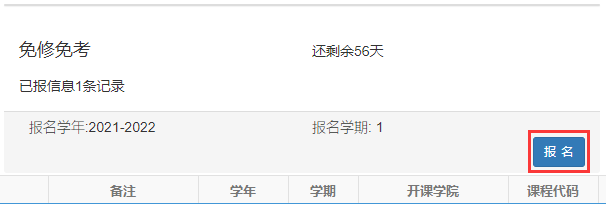 免修免考 还剩余56天
已报信息1条记录
报名学年:2021-2022 报名学期: 1
报 名
备注 学年 学期 开课学院 课程代码